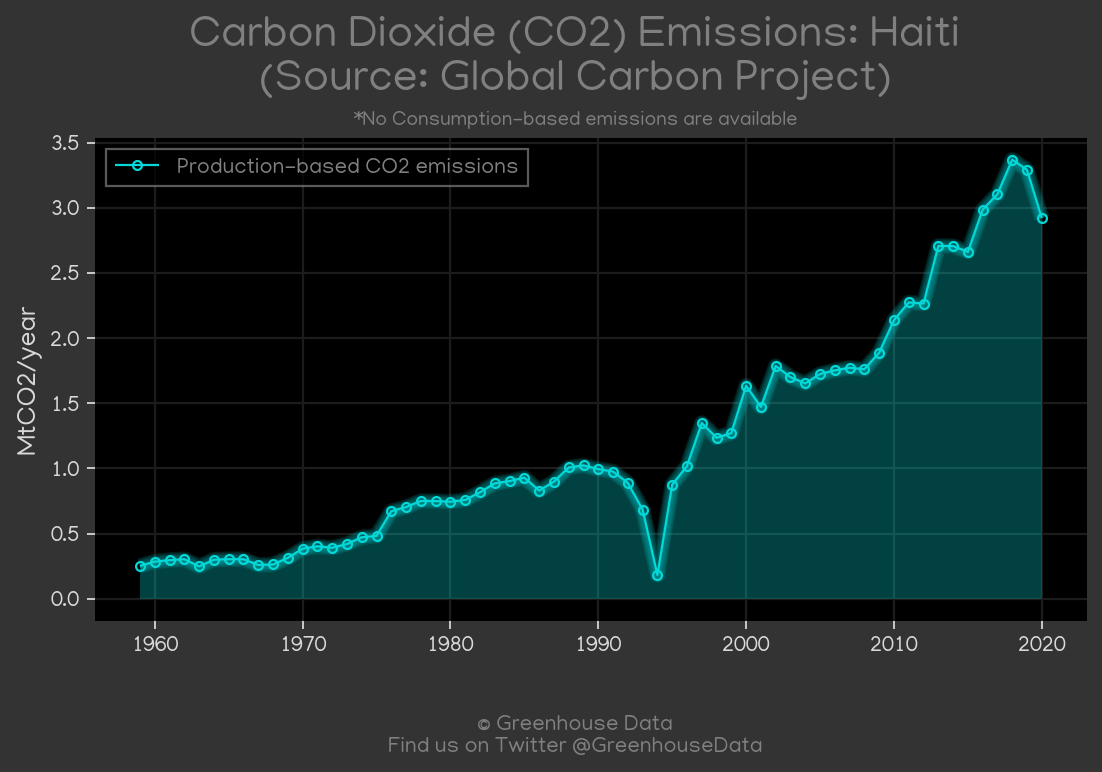 Carbon Dioxide (CO2) Emissions: Haiti
(Source: Global Carbon Project)
*No Consumption-based emissions are available
Production-based CO2 emissions
MtCO2/year
3.5
3.0
2.5
2.0
1.5
1.0
0.5
0.0
1960 1970 1980 1990 2000 2010 2020
© Greenhouse Data
Find us on Twitter @GreenhouseData